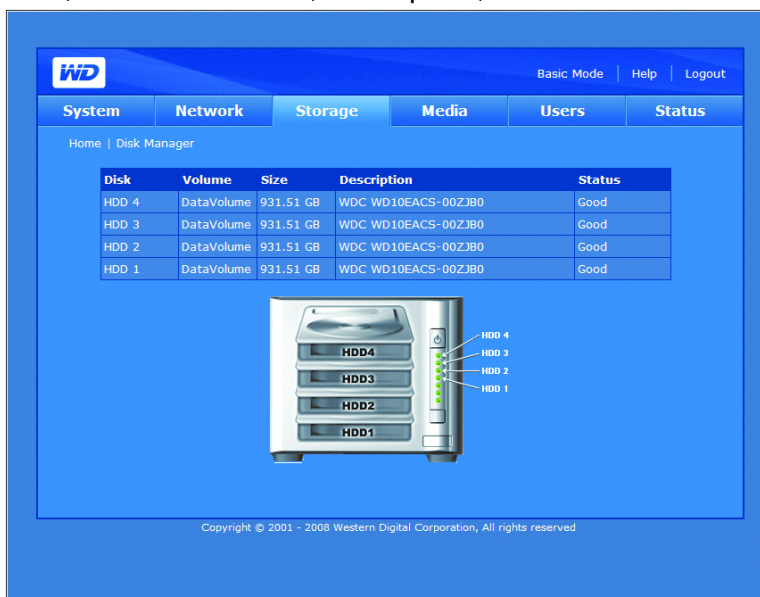 WD
Basic Mode | Help | Logout
System Network Storage Media Users Status
Home | Disk Manager
Disk Volume Size Description Status
HDD 4 DataVolume 931.51 GB WDC WD10EACS-00ZJB0 Good
HDD 3 DataVolume 931.51 GB WDC WD10EACS-00ZJB0 Good
HDD 2 DataVolume 931.51 GB WDC WD10EACS-00ZJB0 Good
HDD 1 DataVolume 931.51 GB WDC WD10EACS-00ZJB0 Good
HDD 4
HDD4 HDD 3
HDD3 HDD 2
HDD 1
HDD2
HDD1
Copyright © 2001 - 2008 Western Digital Corporation, All rights reserved